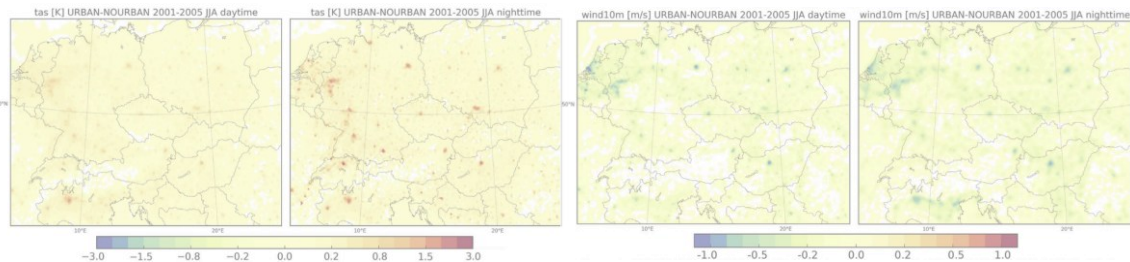 tas [K] URBAN-NOURBAN 2001-2005 JJA daytime
tas [K] URBAN-NOURBAN 2001-2005 JJA nighttime
wind10m [m/s] URBAN-NOURBAN 2001-2005 JJA daytime
wind10m [m/s] URBAN-NOURBAN 2001-2005 JJA nighttime
50°N
10°E 20°E 10°E 20°E 10°E 20°E 10°E 20°E
−3.0 −1.5 −0.8 −0.2 0.0 0.2 0.8 1.5 3.0
-1.0 -0.5 -0.2 0.0 0.2 0.5 1.0